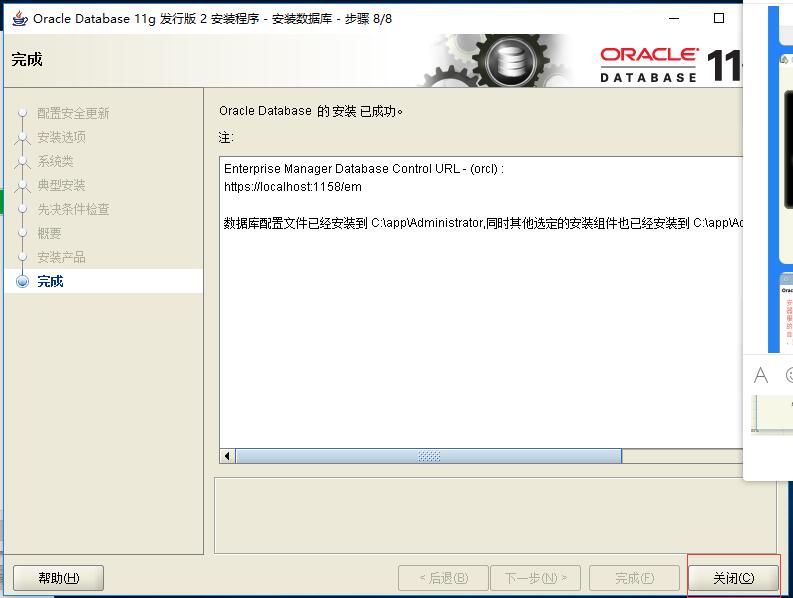 Oracle Database 11g 发行版 2 安装程序 - 安装数据库 - 步骤 8/8
完成
ORACLE
DATABASE
11
配置安全更新
安装选项
系统类
典型安装
先决条件检查
概要
安装产品
完成
Oracle Database 的 安装 已成功。
注:
Enterprise Manager Database Control URL - (orcl) :
https://localhost:1158/em
数据库配置文件已经安装到 C:\app\Administrator,同时其他选定的安装组件也已经安装到 C:\app\Ad
帮助(H)
< 后退(B)
下一步(N) >
完成(F)
关闭(C)
A